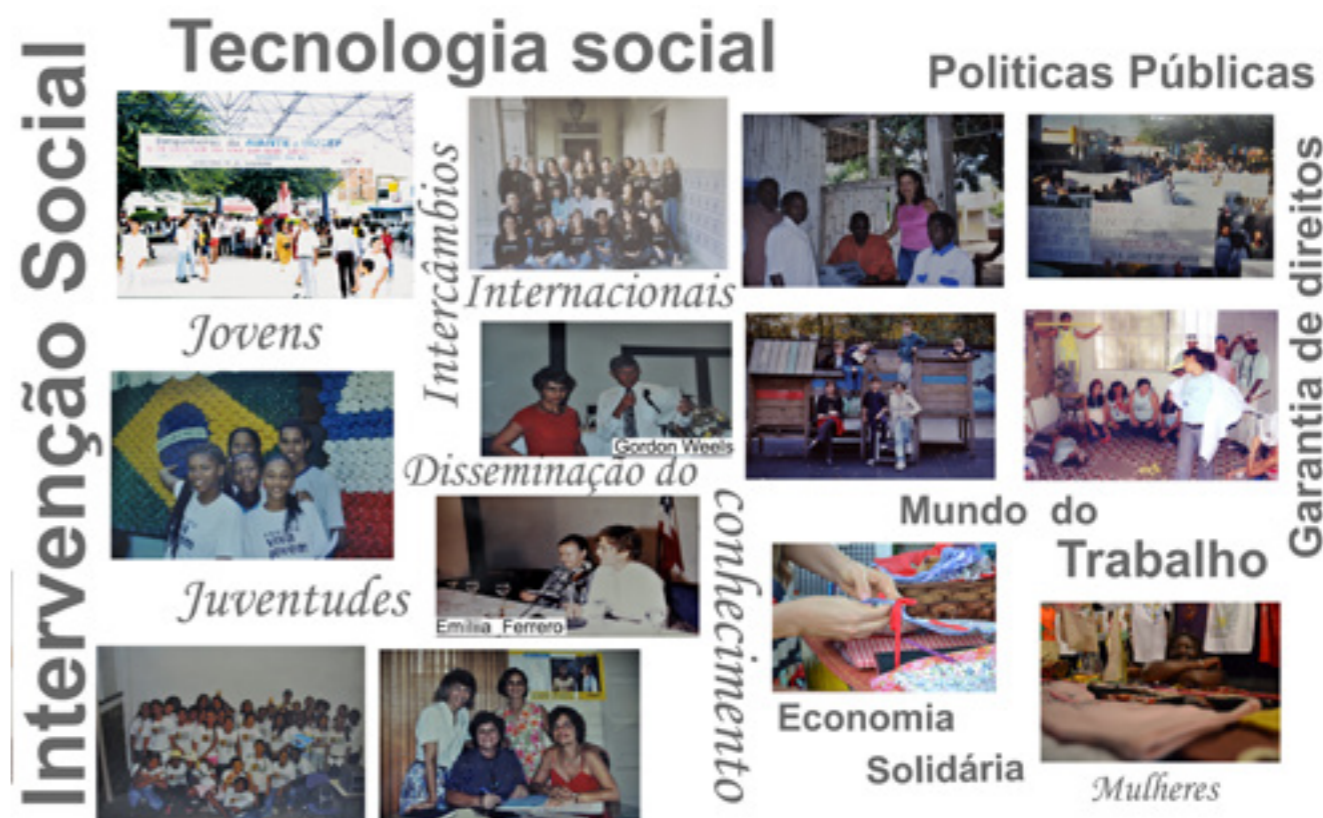 Tecnologia social
Politicas Públicas
Intervenção Social
Intercâmbios
Internacionais
Garantia de direitos
Jovens
Gordon Weels
Disseminação do
conhecimento
Mundo do
Trabalho
Juventudes
Emilia Ferrero
Economia
Solidária
Mulheres